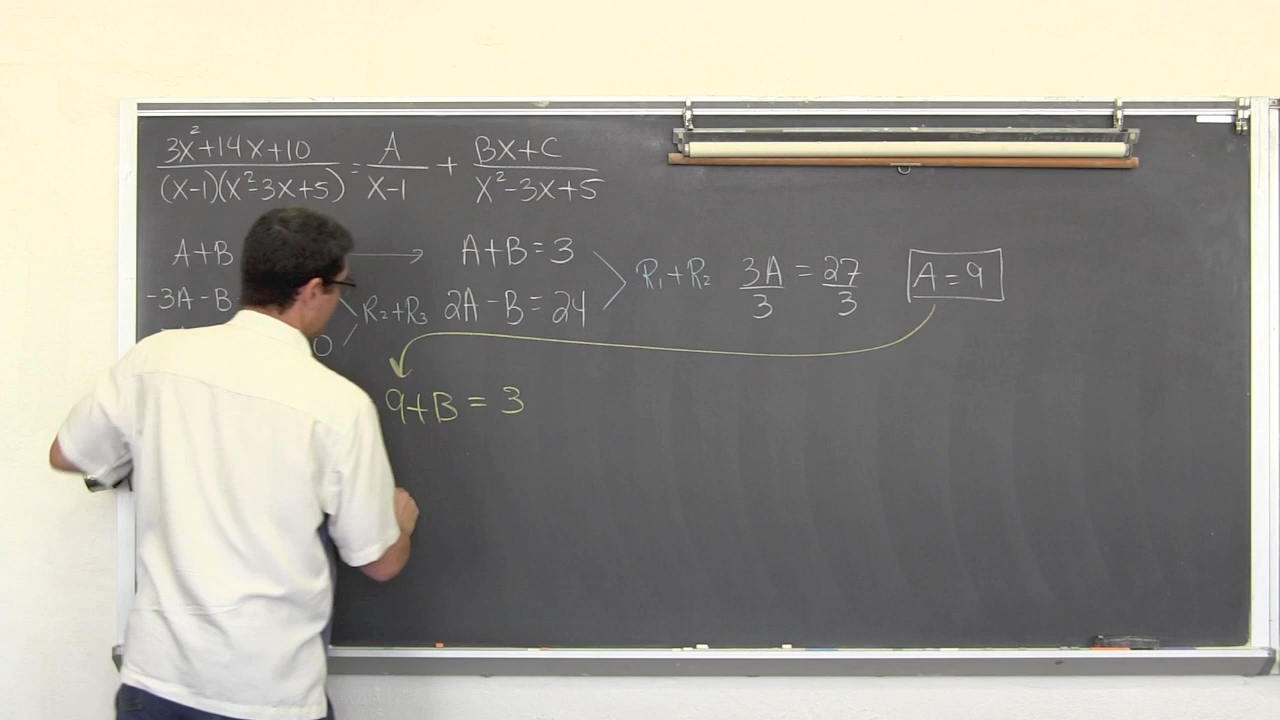 3x²+14x+10 / (x-1)(x²-3x+5) = A / x-1 + Bx+C / x²-3x+5
A+B → A+B=3
-3A-B R₂+R₃ 2A-B=24 R₁+R₂ 3A/3 = 27/3 A=9
0
9+B=3